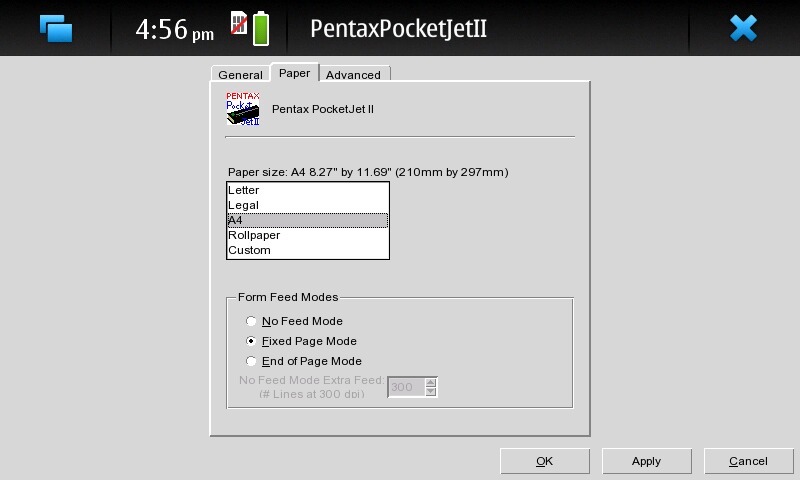 4:56 pm PentaxPocketJetII
General Paper Advanced
PENTAX
Pocket
JetII
Pentax PocketJet II
Paper size: A4 8.27" by 11.69" (210mm by 297mm)
Letter
Legal
A4
Rollpaper
Custom
Form Feed Modes
No Feed Mode
Fixed Page Mode
End of Page Mode
No Feed Mode Extra Feed: 300
(# Lines at 300 dpi)
OK Apply Cancel